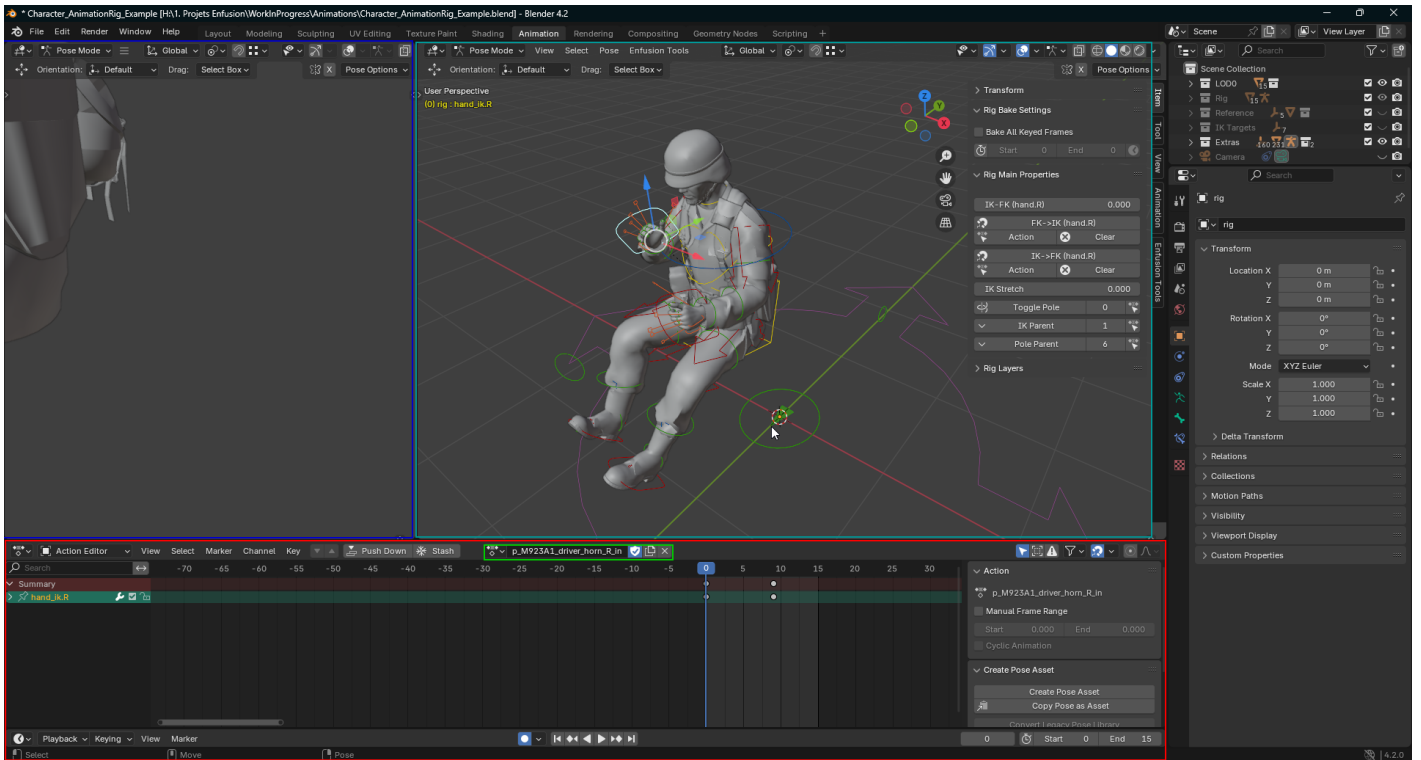 * Character_AnimationRig_Example [H:\1. Projets Enfusion\WorkInProgress\Animations\Character_AnimationRig_Example.blend] - Blender 4.2
File Edit Render Window Help Layout Modeling Sculpting UV Editing Texture Paint Shading Animation Rendering Compositing Geometry Nodes Scripting + Scene View Layer
Pose Mode Global
Orientation: Default Drag: Select Box X Pose Options
Pose Mode View Select Pose Enfusion Tools Global
Orientation: Default Drag: Select Box X Pose Options
User Perspective
(0) rig : hand_ik.R
Z
Y
X
Transform
Rig Bake Settings
Bake All Keyed Frames
Start 0 End 0
Rig Main Properties
IK-FK (hand.R) 0.000
FK->IK (hand.R)
Action Clear
IK->FK (hand.R)
Action Clear
IK Stretch 0.000
Toggle Pole 0
IK Parent 1
Pole Parent 6
Rig Layers
Item
Tool
View
Animation
Enfusion Tools
Search
Scene Collection
LOD0 15
Rig 15
Reference 5
IK Targets 7
Extras 160 231 2
Camera
Search
rig
rig
Transform
Location X 0 m
Y 0 m
Z 0 m
Rotation X 0°
Y 0°
Z 0°
Mode XYZ Euler
Scale X 1.000
Y 1.000
Z 1.000
Delta Transform
Relations
Collections
Motion Paths
Visibility
Viewport Display
Custom Properties
Action Editor View Select Marker Channel Key Push Down Stash p_M923A1_driver_horn_R_in
Search
-70 -65 -60 -55 -50 -45 -40 -35 -30 -25 -20 -15 -10 -5 0 5 10 15 20 25 30
Summary
hand_ik.R
Action
p_M923A1_driver_horn_R_in
Manual Frame Range
Start 0.000 End 0.000
Cyclic Animation
Create Pose Asset
Create Pose Asset
Copy Pose as Asset
Convert Legacy Pose Library
Playback Keying View Marker
0 Start 0 End 15
Select Move Pose 4.2.0